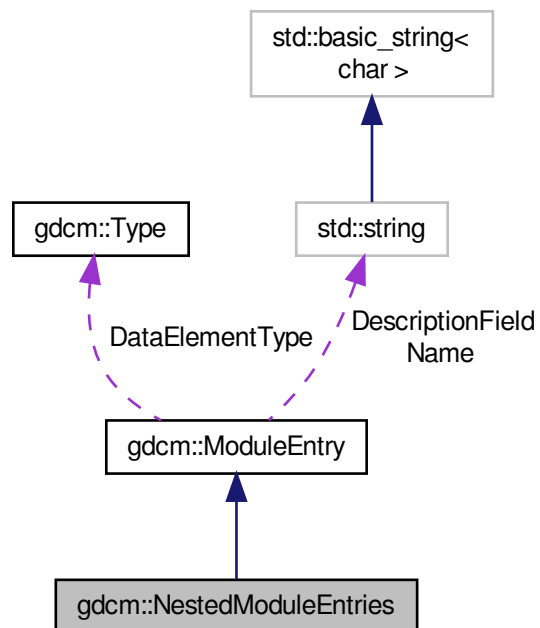 std::basic_string<
char >
gdcm::Type
std::string
DataElementType
DescriptionField
Name
gdcm::ModuleEntry
gdcm::NestedModuleEntries